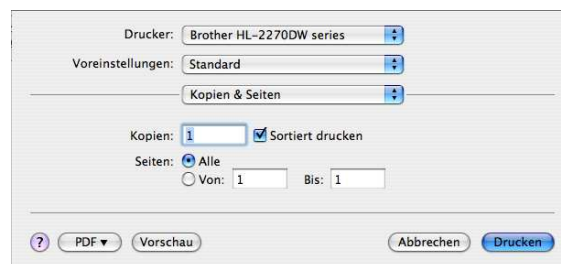 Drucker: Brother HL-2270DW series
Voreinstellungen: Standard
Kopien & Seiten
Kopien: 1 Sortiert drucken
Seiten: Alle
Von: 1 Bis: 1
? PDF ▾ Vorschau Abbrechen Drucken